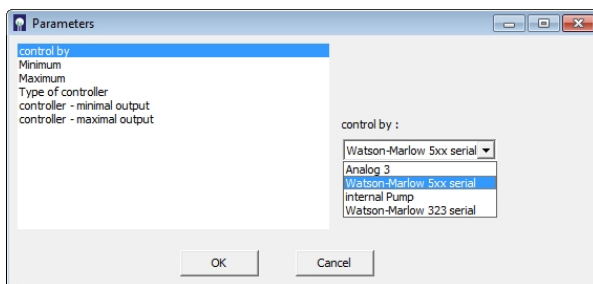 Parameters
control by
Minimum
Maximum
Type of controller
controller - minimal output
controller - maximal output
control by :
Watson-Marlow 5xx serial
Analog 3
Watson-Marlow 5xx serial
internal Pump
Watson-Marlow 323 serial
OK
Cancel